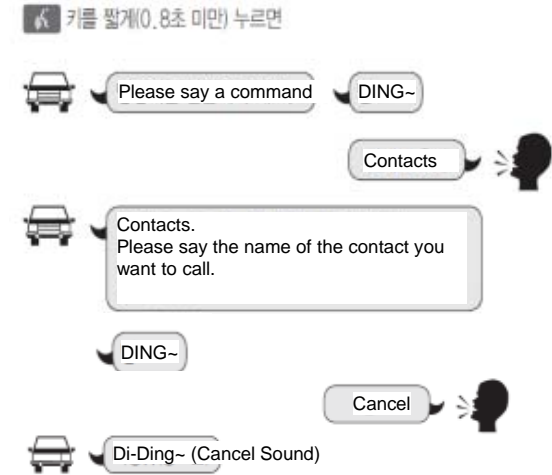 키를 짧게(0.8초 미만) 누르면
Please say a command
DING~
Contacts
Contacts.
Please say the name of the contact you
want to call.
DING~
Cancel
Di-Ding~ (Cancel Sound)